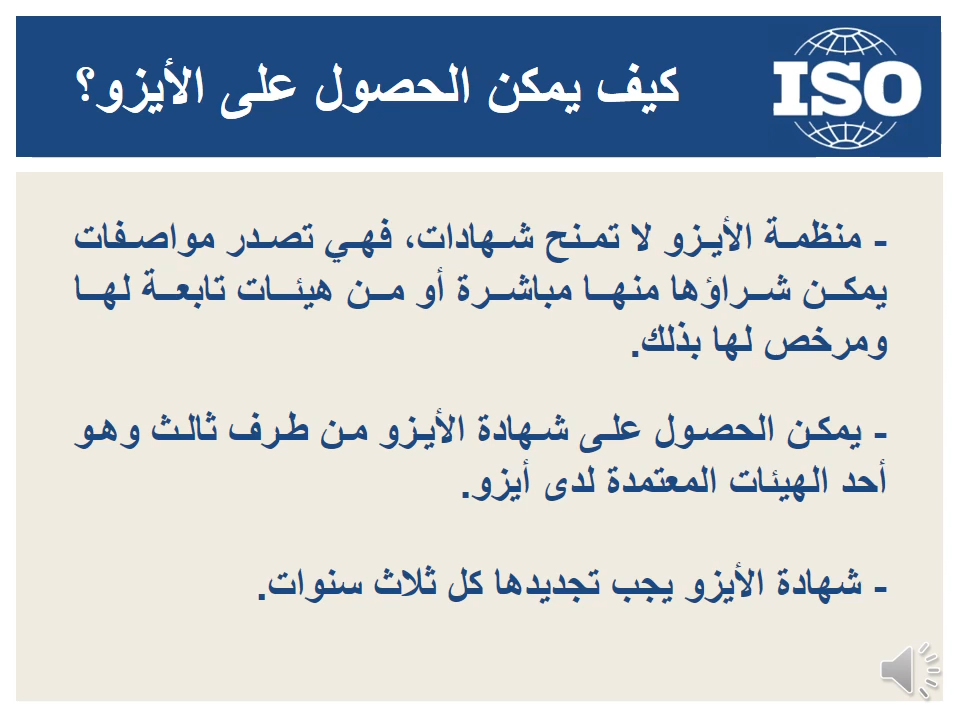 كيف يمكن الحصول على الأيزو؟
ISO
- منظمة الأيزو لا تمنح شهادات، فهي تصدر مواصفات
يمكن شراؤها منها مباشرة أو من هيئات تابعة لها
ومرخص لها بذلك.
- يمكن الحصول على شهادة الأيزو من طرف ثالث وهو
أحد الهيئات المعتمدة لدى أيزو.
- شهادة الأيزو يجب تجديدها كل ثلاث سنوات.